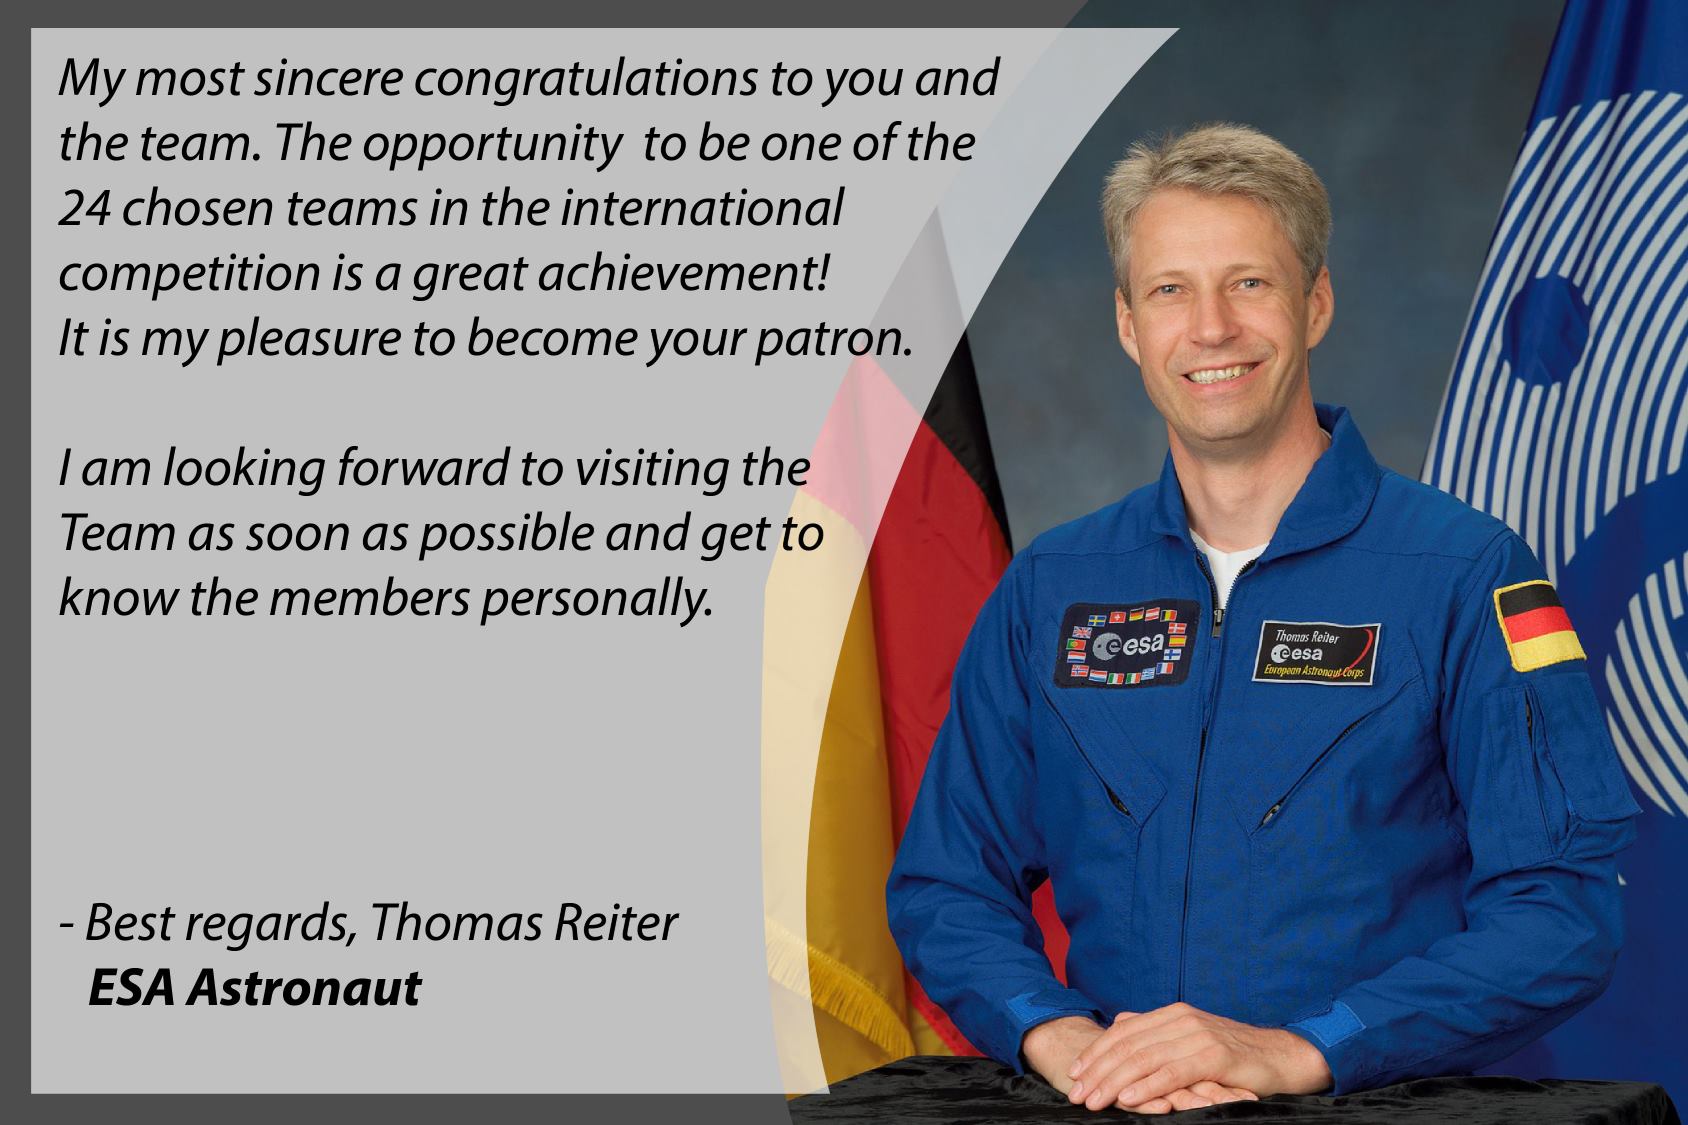 My most sincere congratulations to you and
the team. The opportunity  to be one of the
24 chosen teams in the international
competition is a great achievement!
It is my pleasure to become your patron.
I am looking forward to visiting the
Team as soon as possible and get to
know the members personally.
- Best regards, Thomas Reiter
ESA Astronaut
esa
Thomas Reiter
esa
European Astronaut Corps